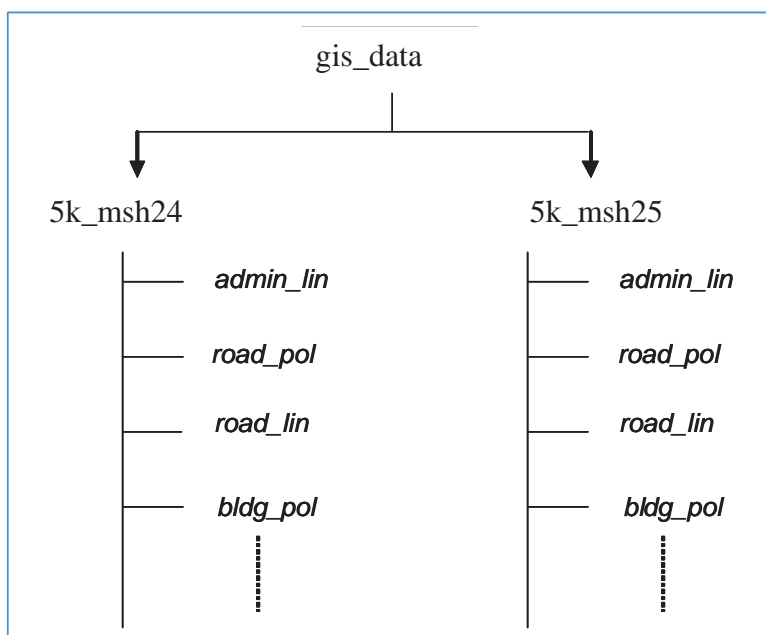 gis_data
5k_msh24
admin_lin
road_pol
road_lin
bldg_pol
5k_msh25
admin_lin
road_pol
road_lin
bldg_pol